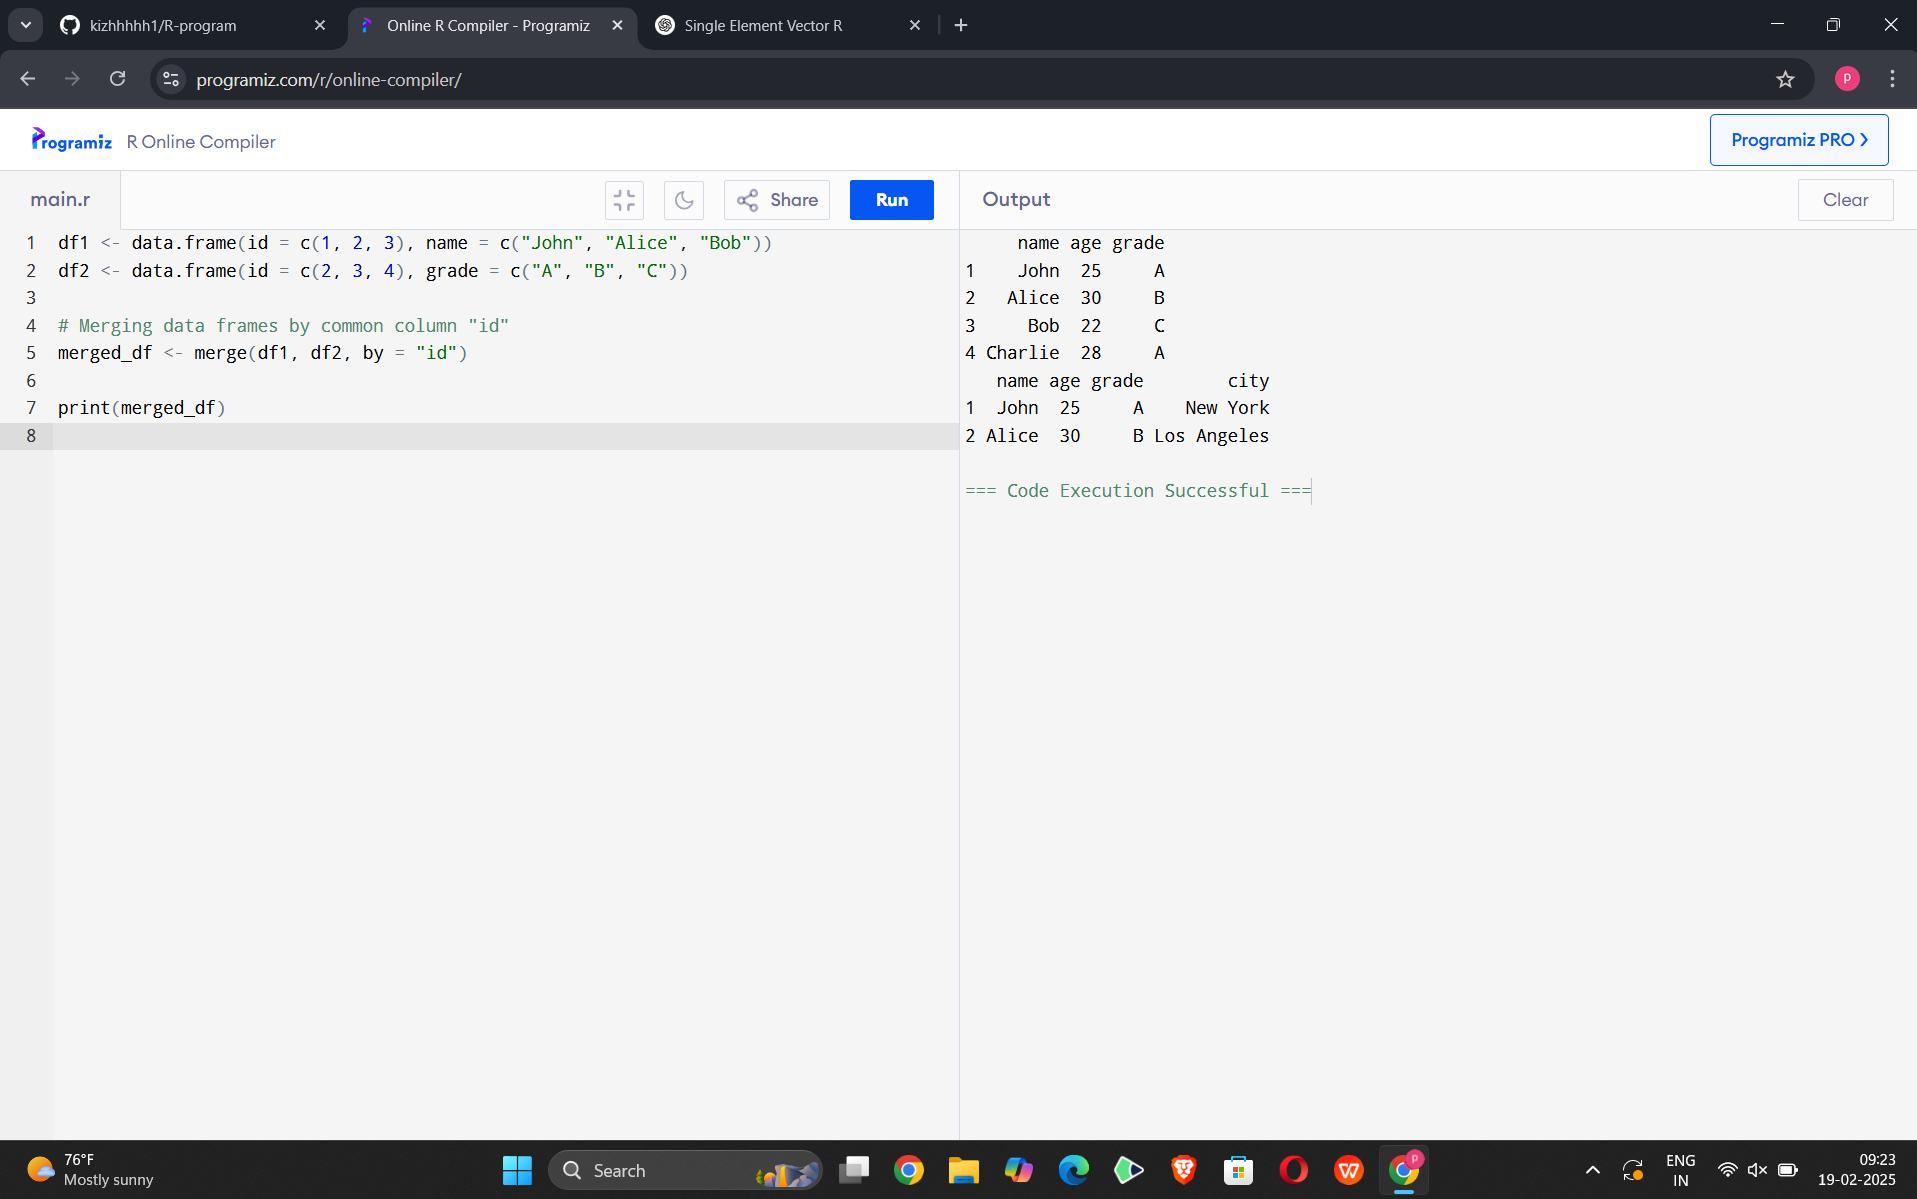 kizhhhhh1/R-program
Online R Compiler - Programiz
Single Element Vector R
programiz.com/r/online-compiler/
P
Programiz R Online Compiler
Programiz PRO
main.r
Share
Run
Output
Clear
1 df1 <- data.frame(id = c(1, 2, 3), name = c("John", "Alice", "Bob"))
2 df2 <- data.frame(id = c(2, 3, 4), grade = c("A", "B", "C"))
3
4 # Merging data frames by common column "id"
5 merged_df <- merge(df1, df2, by = "id")
6
7 print(merged_df)
8
     name age grade
1    John  25     A
2   Alice  30     B
3     Bob  22     C
4 Charlie  28     A
   name age grade        city
1  John  25     A    New York
2 Alice  30     B Los Angeles
=== Code Execution Successful ===
76°F
Mostly sunny
Search
W
P
ENG
IN
09:23
19-02-2025